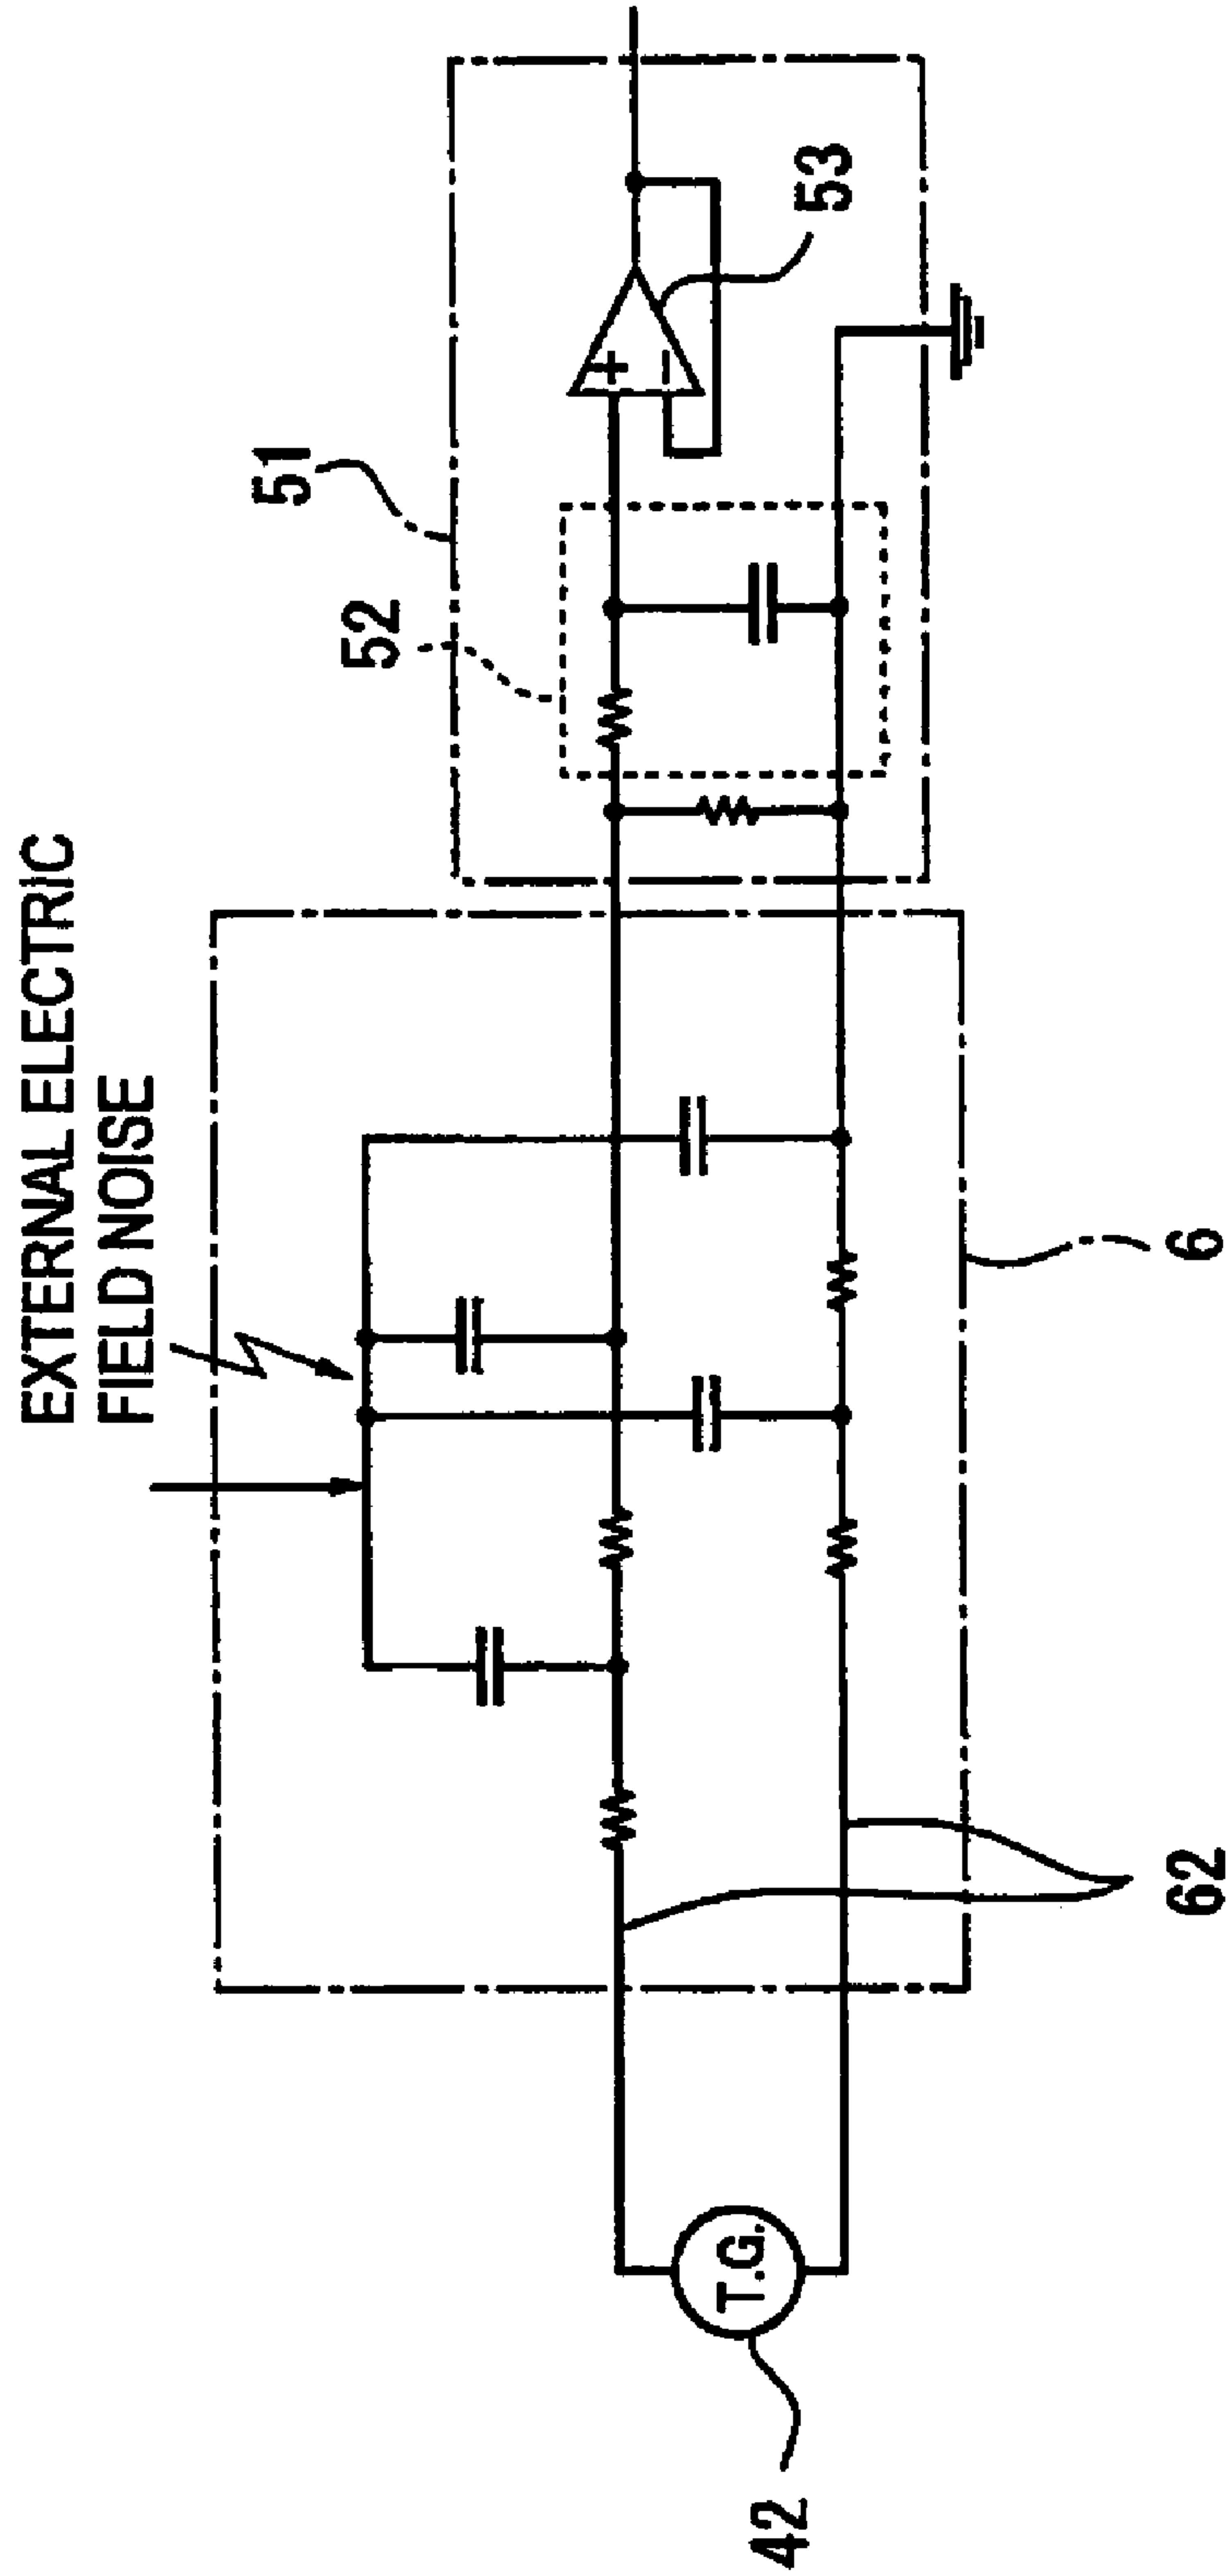 EXTERNAL ELECTRIC
FIELD NOISE
51
52
53
+
−
T.G.
42
62
6